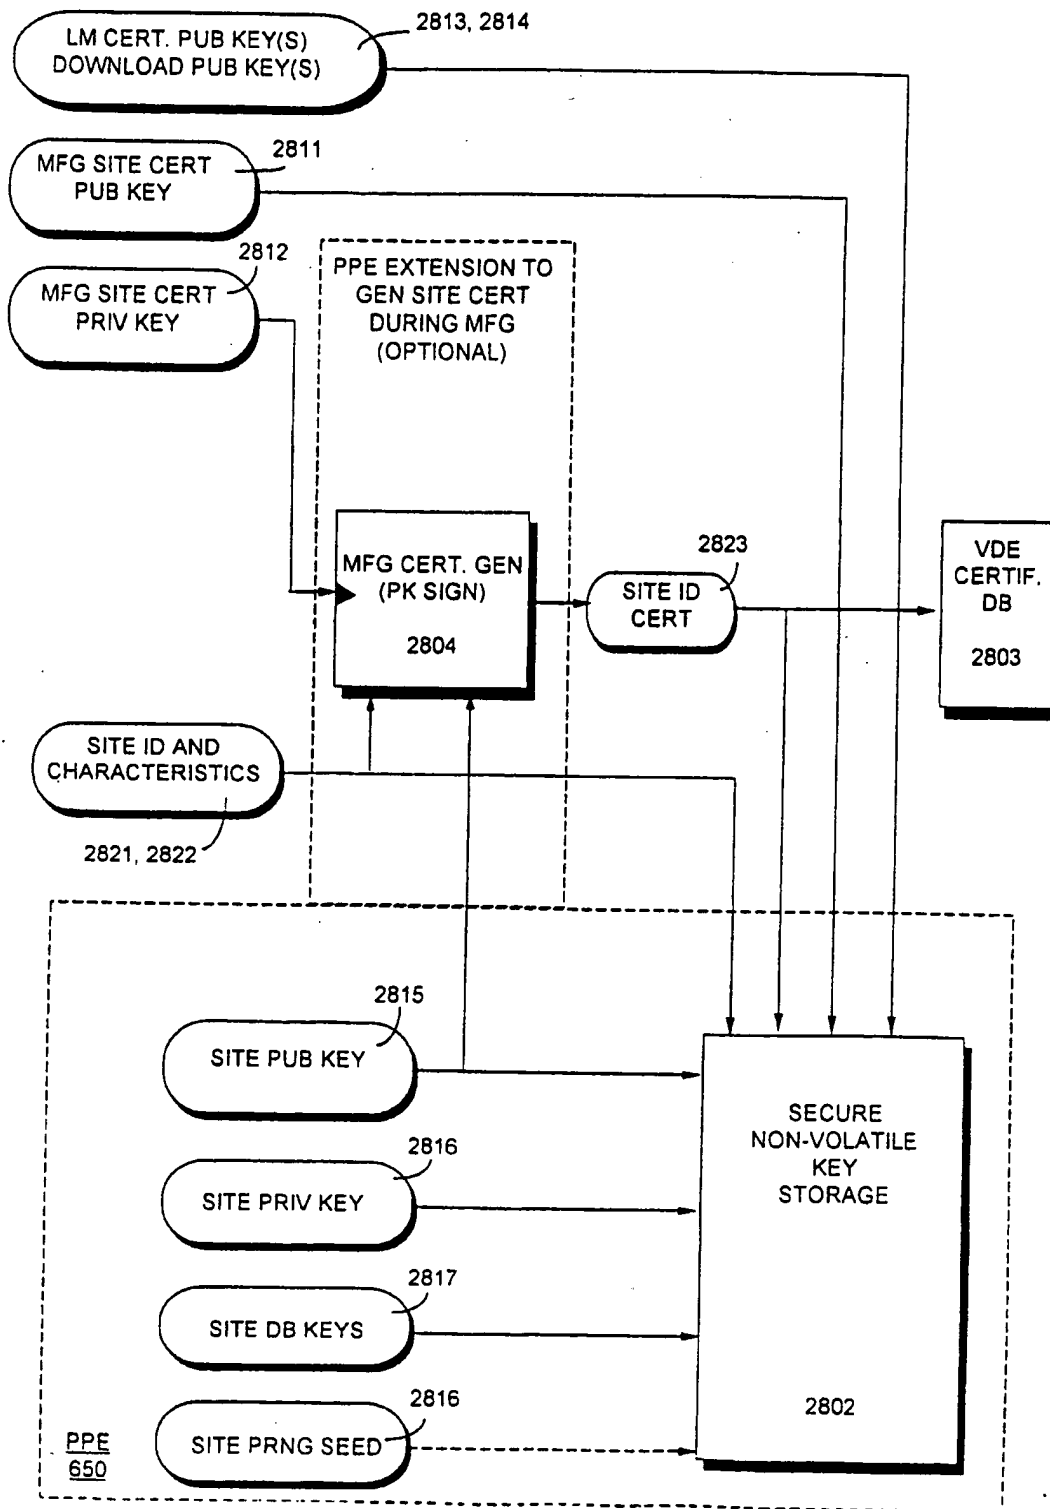 2813, 2814
LM CERT. PUB KEY(S)
DOWNLOAD PUB KEY(S)
2811
MFG SITE CERT
PUB KEY
2812
MFG SITE CERT
PRIV KEY
PPE EXTENSION TO
GEN SITE CERT
DURING MFG
(OPTIONAL)
MFG CERT. GEN
(PK SIGN)
2804
2823
SITE ID
CERT
VDE
CERTIF.
DB
2803
SITE ID AND
CHARACTERISTICS
2821, 2822
2815
SITE PUB KEY
2816
SITE PRIV KEY
2817
SITE DB KEYS
2816
SITE PRNG SEED
SECURE
NON-VOLATILE
KEY
STORAGE
2802
PPE
650